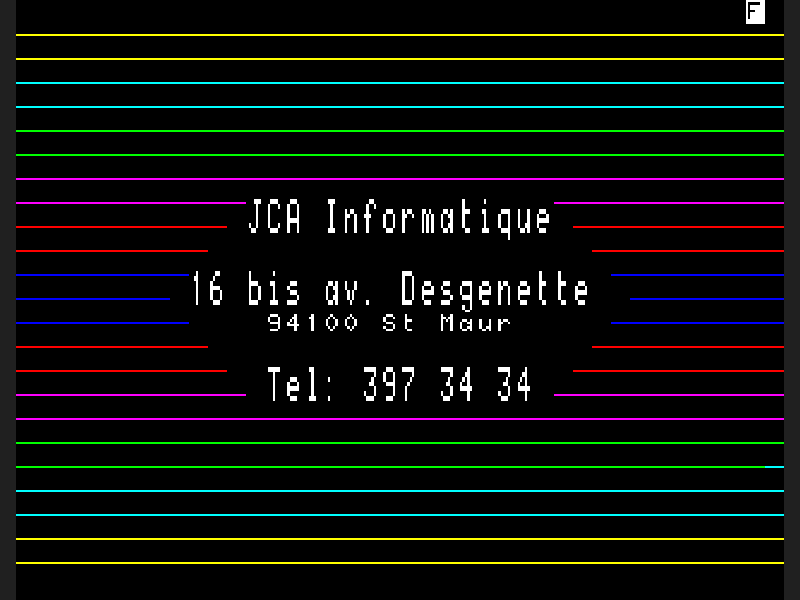 F
JCA Informatique
16 bis av. Desgenette
94100 St Maur
Tel: 397 34 34